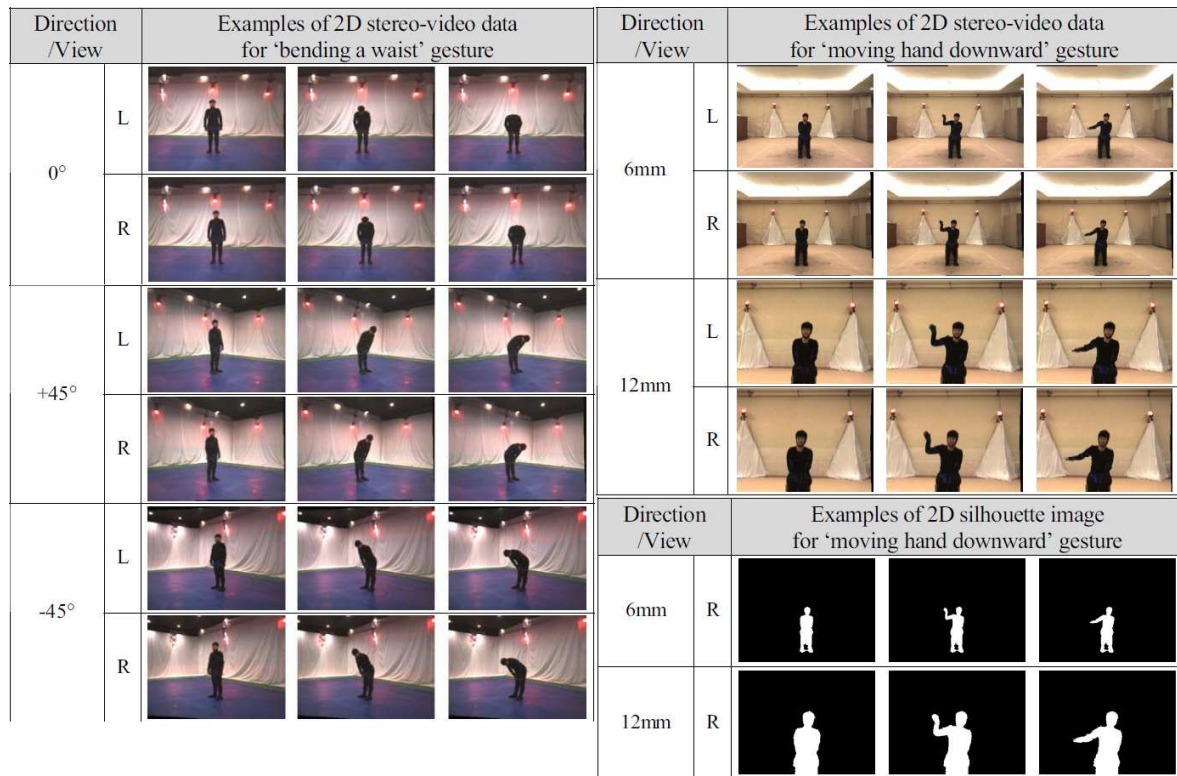 Direction
/View
Examples of 2D stereo-video data
for ‘bending a waist’ gesture
0°
L
R
+45°
L
R
-45°
L
R
Direction
/View
Examples of 2D stereo-video data
for ‘moving hand downward’ gesture
6mm
L
R
12mm
L
R
Direction
/View
Examples of 2D silhouette image
for ‘moving hand downward’ gesture
6mm
R
12mm
R